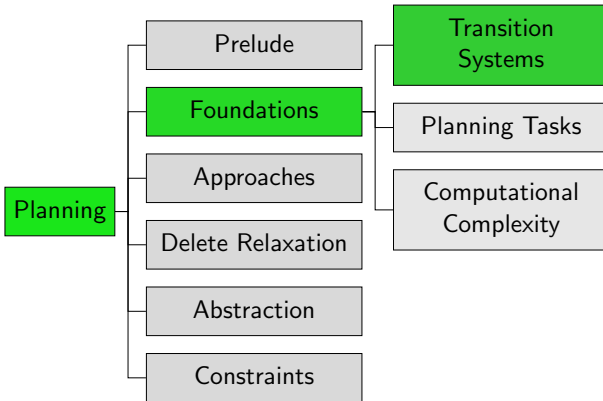 Planning
Prelude
Foundations
Approaches
Delete Relaxation
Abstraction
Constraints
Transition
Systems
Planning Tasks
Computational
Complexity